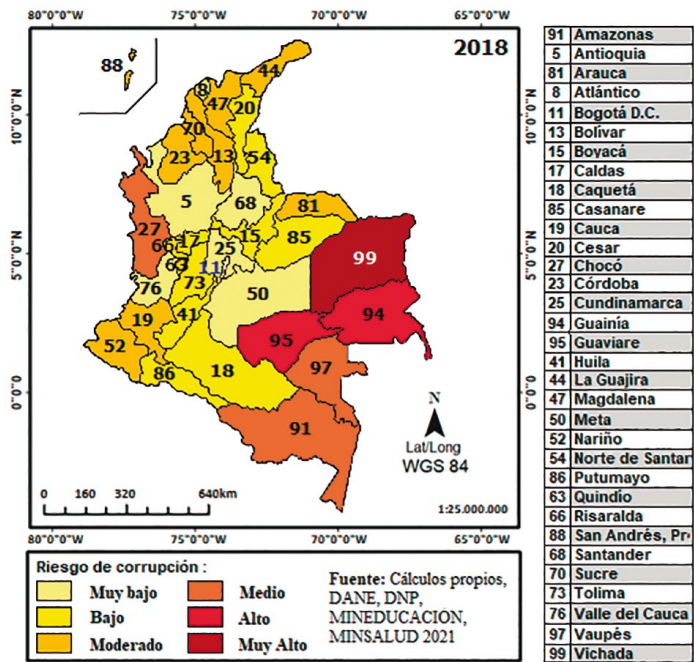 80°0'0"W 75°0'0"W 70°0'0"W 65°0'0"W
2018
88
44
8
47
20
70
23
13
54
5
68
81
27
66
17
15
85
25
63
11
99
76
73
50
19
41
94
52
95
86
18
97
91
10°0'0"N
5°0'0"N
0°0'0"
10°0'0"N
5°0'0"N
0°0'0"
N
Lat/Long
WGS 84
0 160 320 640km
1:25.000.000
80°0'0"W 75°0'0"W 70°0'0"W 65°0'0"W
Riesgo de corrupción :
Muy bajo
Bajo
Moderado
Medio
Alto
Muy Alto
Fuente: Cálculos propios,
DANE, DNP,
MINEDUCACIÓN,
MINSALUD 2021
91 Amazonas
5 Antioquia
81 Arauca
8 Atlántico
11 Bogotá D.C.
13 Bolívar
15 Boyacá
17 Caldas
18 Caquetá
85 Casanare
19 Cauca
20 Cesar
27 Chocó
23 Córdoba
25 Cundinamarca
94 Guainía
95 Guaviare
41 Huila
44 La Guajira
47 Magdalena
50 Meta
52 Nariño
54 Norte de Santan
86 Putumayo
63 Quindio
66 Risaralda
88 San Andrés, Pr
68 Santander
70 Sucre
73 Tolima
76 Valle del Cauca
97 Vaupés
99 Vichada